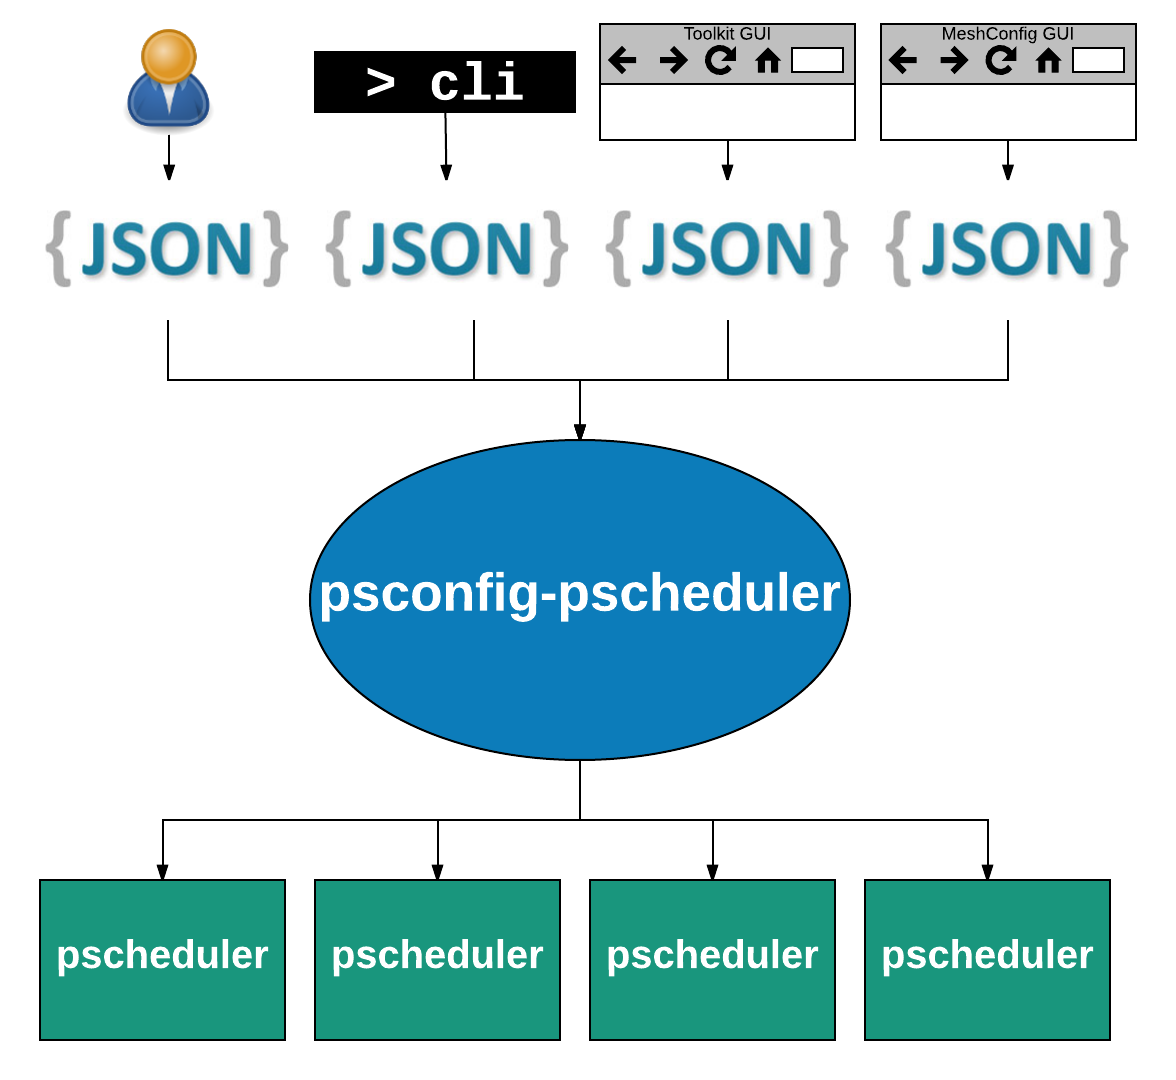 Toolkit GUI
MeshConfig GUI
> cli
{JSON}
{JSON}
{JSON}
{JSON}
psconfig-pscheduler
pscheduler
pscheduler
pscheduler
pscheduler